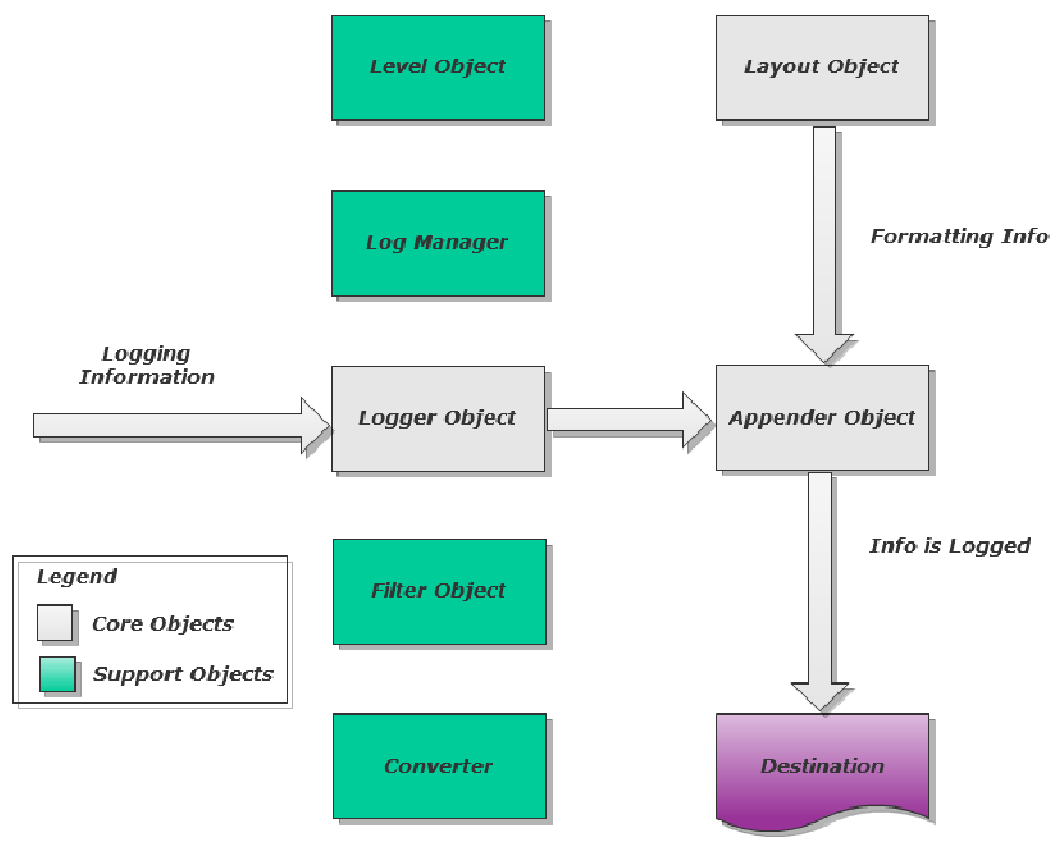 Level Object
Layout Object
Log Manager
Formatting Info
Logging
Information
Logger Object
Appender Object
Info is Logged
Legend
Core Objects
Support Objects
Filter Object
Converter
Destination